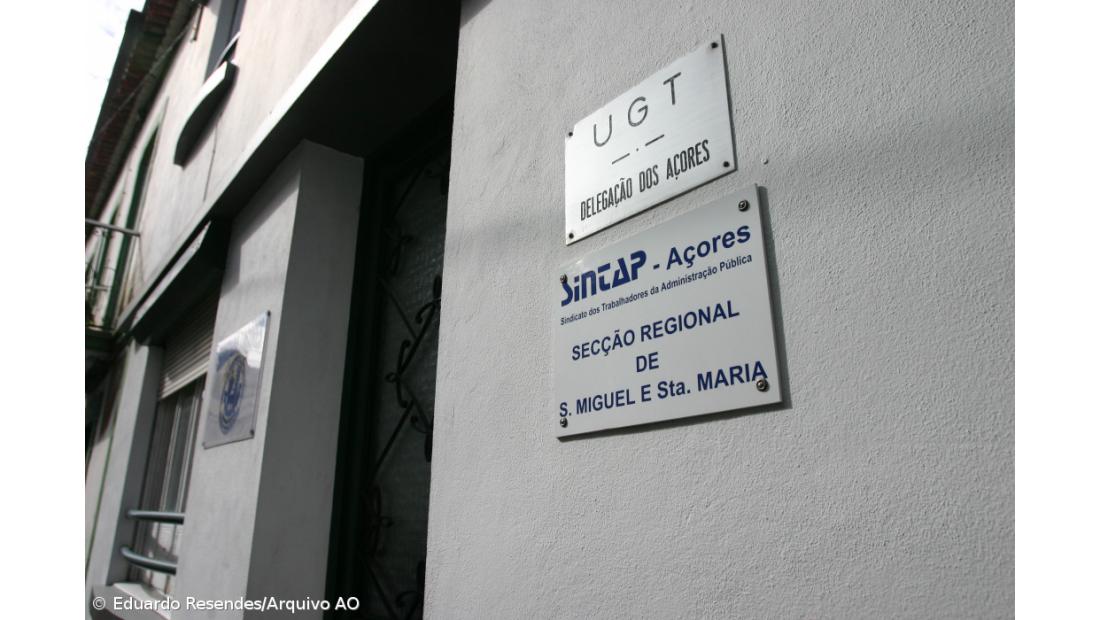 UGT
DELEGAÇÃO DOS AÇORES
SINTAP - Açores
Sindicato dos Trabalhadores da Administração Pública
SECÇÃO REGIONAL
DE
S. MIGUEL E Sta. MARIA
© Eduardo Resendes/Arquivo AO